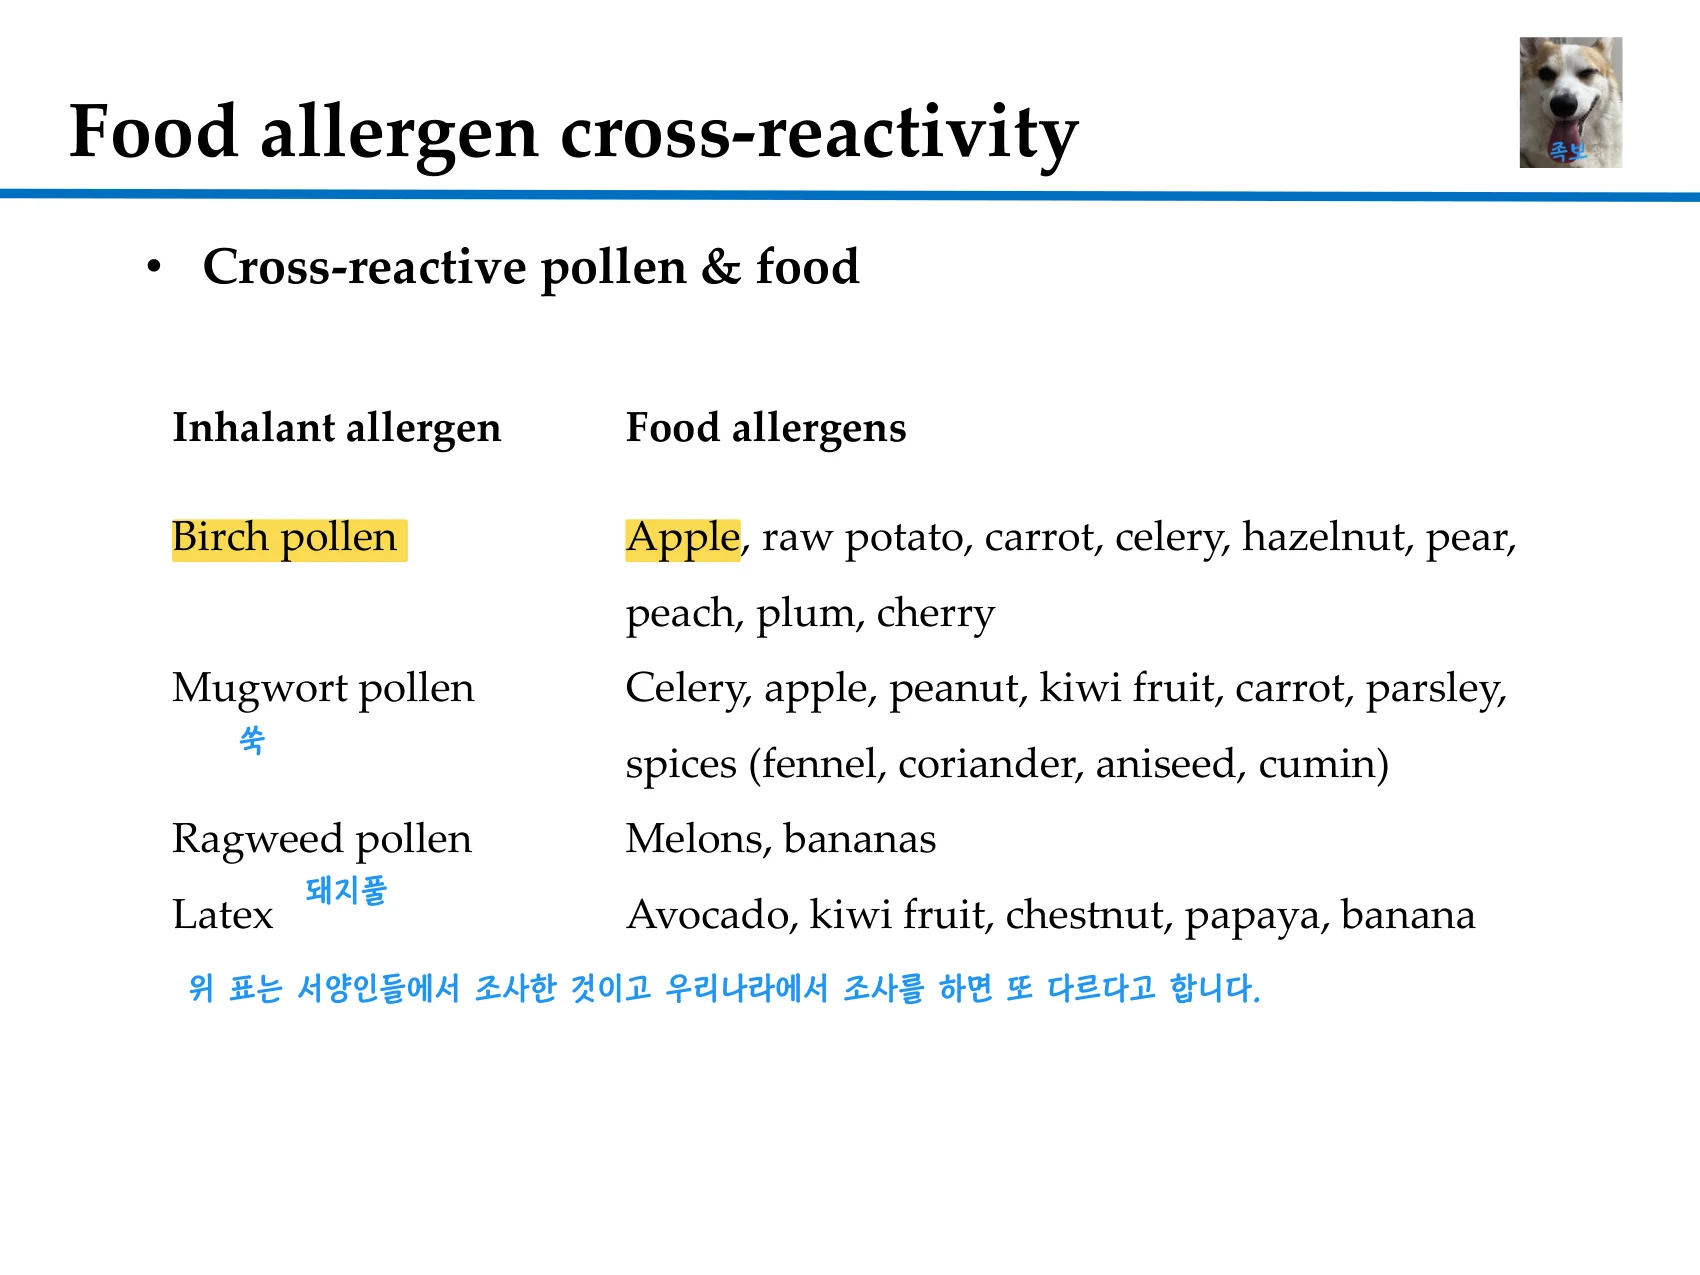 Food allergen cross-reactivity
족보
• Cross-reactive pollen & food
Inhalant allergen Food allergens
Birch pollen Apple, raw potato, carrot, celery, hazelnut, pear,
peach, plum, cherry
Mugwort pollen Celery, apple, peanut, kiwi fruit, carrot, parsley,
쑥
spices (fennel, coriander, aniseed, cumin)
Ragweed pollen Melons, bananas
돼지풀
Latex Avocado, kiwi fruit, chestnut, papaya, banana
위 표는 서양인들에서 조사한 것이고 우리나라에서 조사를 하면 또 다르다고 합니다.